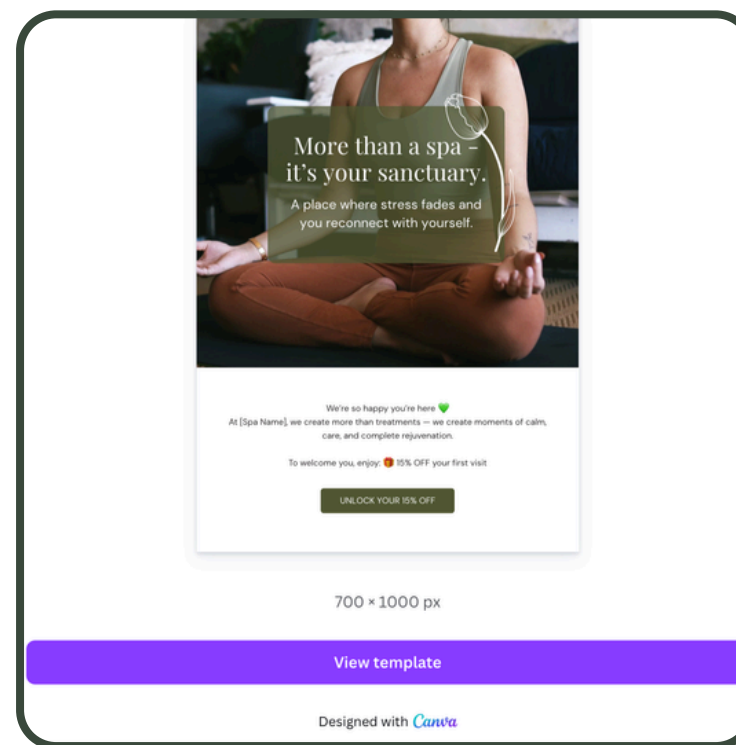 More than a spa -
it's your sanctuary.
A place where stress fades and
you reconnect with yourself.
We're so happy you're here 💚
At [Spa Name], we create more than treatments — we create moments of calm,
care, and complete rejuvenation.
To welcome you, enjoy: 🎁 15% OFF your first visit
UNLOCK YOUR 15% OFF
700 × 1000 px
View template
Designed with Canva